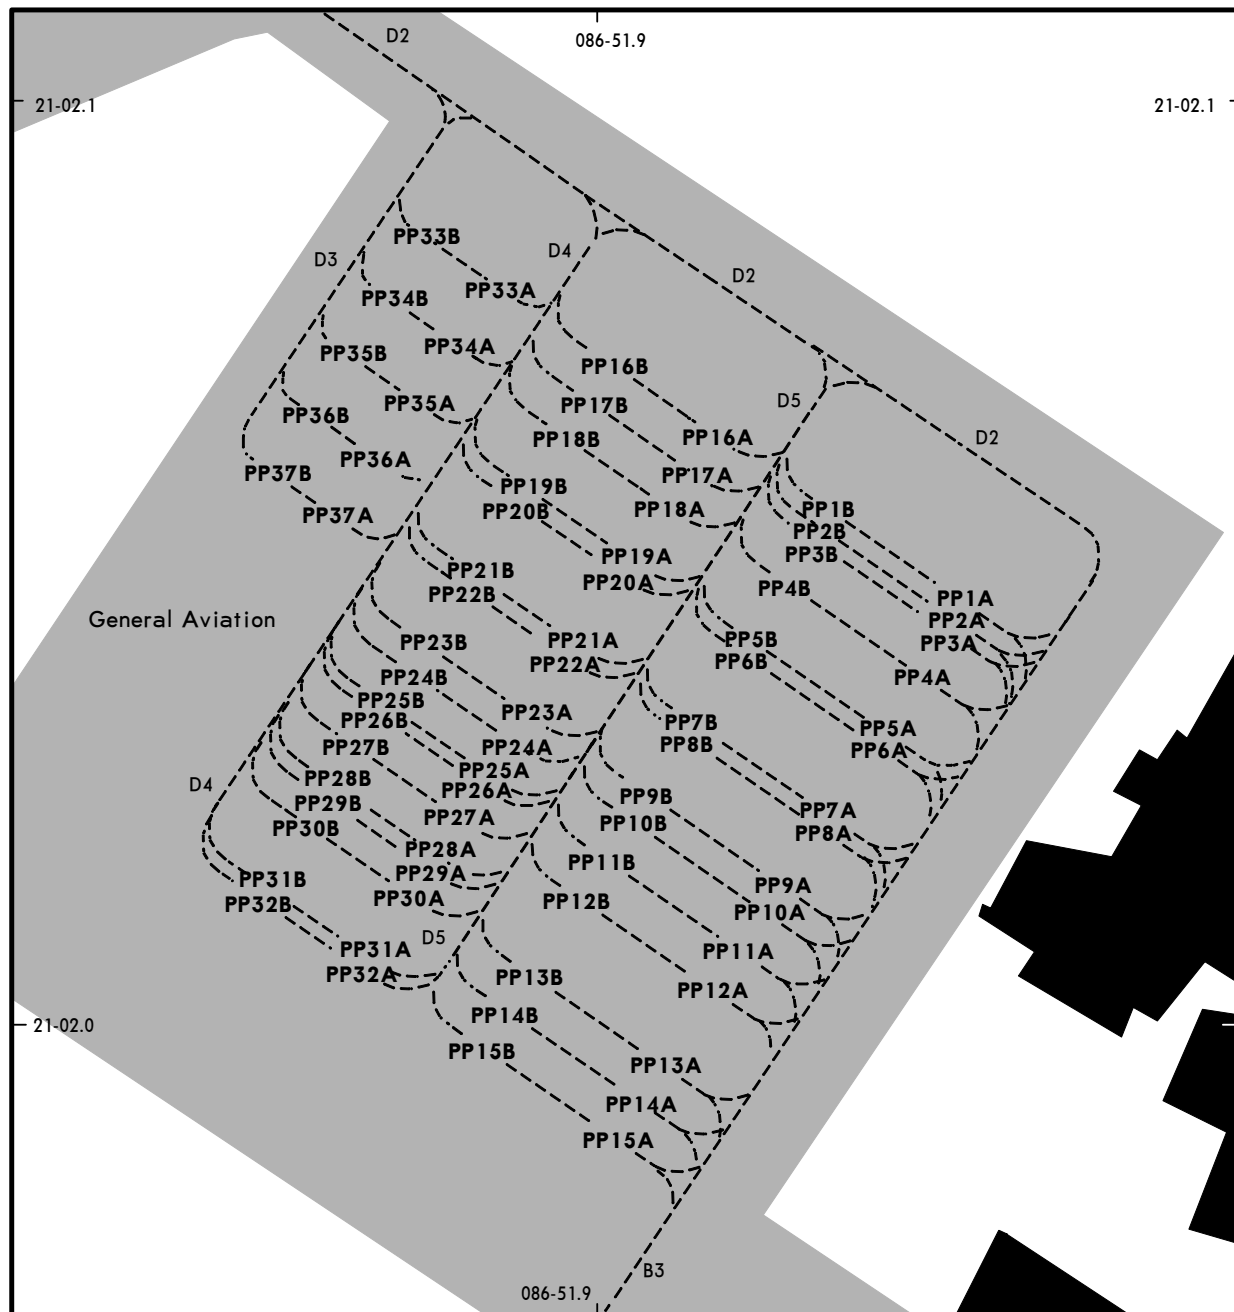 D2
086-51.9
21-02.1
21-02.1
PP33B
D4
D3
D2
PP33A
PP34B
PP34A
PP35B
PP16B
D5
PP35A
PP17B
PP36B
PP18B
PP16A
D2
PP36A
PP37B
PP17A
PP19B
PP37A
PP20B
PP18A
PP1B
PP2B
PP3B
PP19A
PP21B
PP20A
PP4B
PP22B
PP1A
General Aviation
PP2A
PP23B
PP21A
PP5B
PP3A
PP22A
PP6B
PP24B
PP4A
PP25B
PP23A
PP26B
PP7B
PP5A
PP27B
PP24A
PP8B
PP6A
PP25A
PP28B
D4
PP26A
PP9B
PP29B
PP27A
PP10B
PP7A
PP30B
PP8A
PP28A
PP11B
PP29A
PP31B
PP9A
PP30A
PP12B
PP32B
PP10A
D5
PP31A
PP11A
PP32A
PP13B
PP12A
PP14B
21-02.0
PP15B
PP13A
PP14A
PP15A
B3
086-51.9